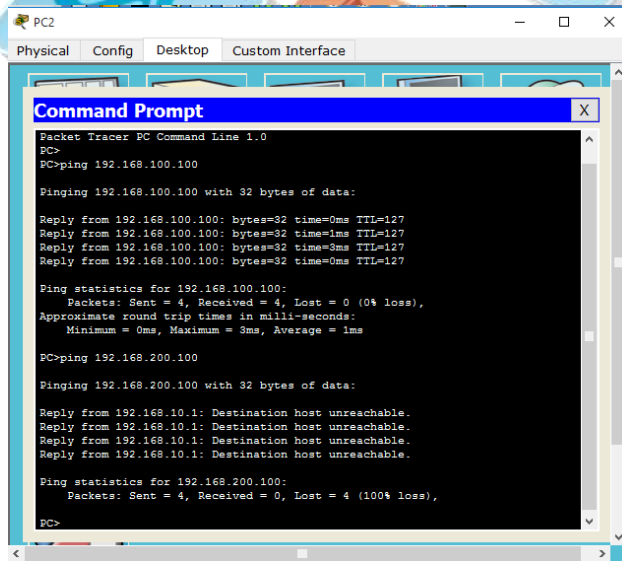 PC2
Physical Config Desktop Custom Interface
Command Prompt
X
Packet Tracer PC Command Line 1.0
PC>
PC>ping 192.168.100.100
Pinging 192.168.100.100 with 32 bytes of data:
Reply from 192.168.100.100: bytes=32 time=0ms TTL=127
Reply from 192.168.100.100: bytes=32 time=1ms TTL=127
Reply from 192.168.100.100: bytes=32 time=3ms TTL=127
Reply from 192.168.100.100: bytes=32 time=0ms TTL=127
Ping statistics for 192.168.100.100:
Packets: Sent = 4, Received = 4, Lost = 0 (0% loss),
Approximate round trip times in milli-seconds:
Minimum = 0ms, Maximum = 3ms, Average = 1ms
PC>ping 192.168.200.100
Pinging 192.168.200.100 with 32 bytes of data:
Reply from 192.168.10.1: Destination host unreachable.
Reply from 192.168.10.1: Destination host unreachable.
Reply from 192.168.10.1: Destination host unreachable.
Reply from 192.168.10.1: Destination host unreachable.
Ping statistics for 192.168.200.100:
Packets: Sent = 4, Received = 0, Lost = 4 (100% loss),
PC>